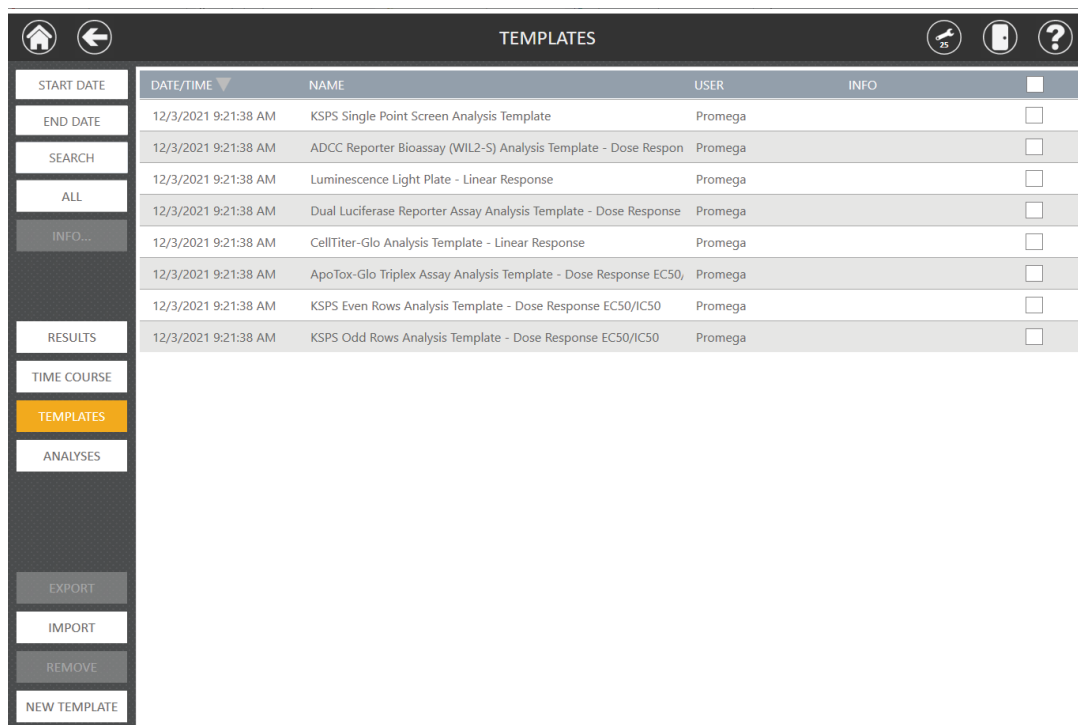 TEMPLATES
25
?
START DATE
END DATE
SEARCH
ALL
INFO...
RESULTS
TIME COURSE
TEMPLATES
ANALYSES
EXPORT
IMPORT
REMOVE
NEW TEMPLATE
DATE/TIME NAME USER INFO
12/3/2021 9:21:38 AM KSPS Single Point Screen Analysis Template Promega
12/3/2021 9:21:38 AM ADCC Reporter Bioassay (WIL2-S) Analysis Template - Dose Respon Promega
12/3/2021 9:21:38 AM Luminescence Light Plate - Linear Response Promega
12/3/2021 9:21:38 AM Dual Luciferase Reporter Assay Analysis Template - Dose Response Promega
12/3/2021 9:21:38 AM CellTiter-Glo Analysis Template - Linear Response Promega
12/3/2021 9:21:38 AM ApoTox-Glo Triplex Assay Analysis Template - Dose Response EC50/ Promega
12/3/2021 9:21:38 AM KSPS Even Rows Analysis Template - Dose Response EC50/IC50 Promega
12/3/2021 9:21:38 AM KSPS Odd Rows Analysis Template - Dose Response EC50/IC50 Promega